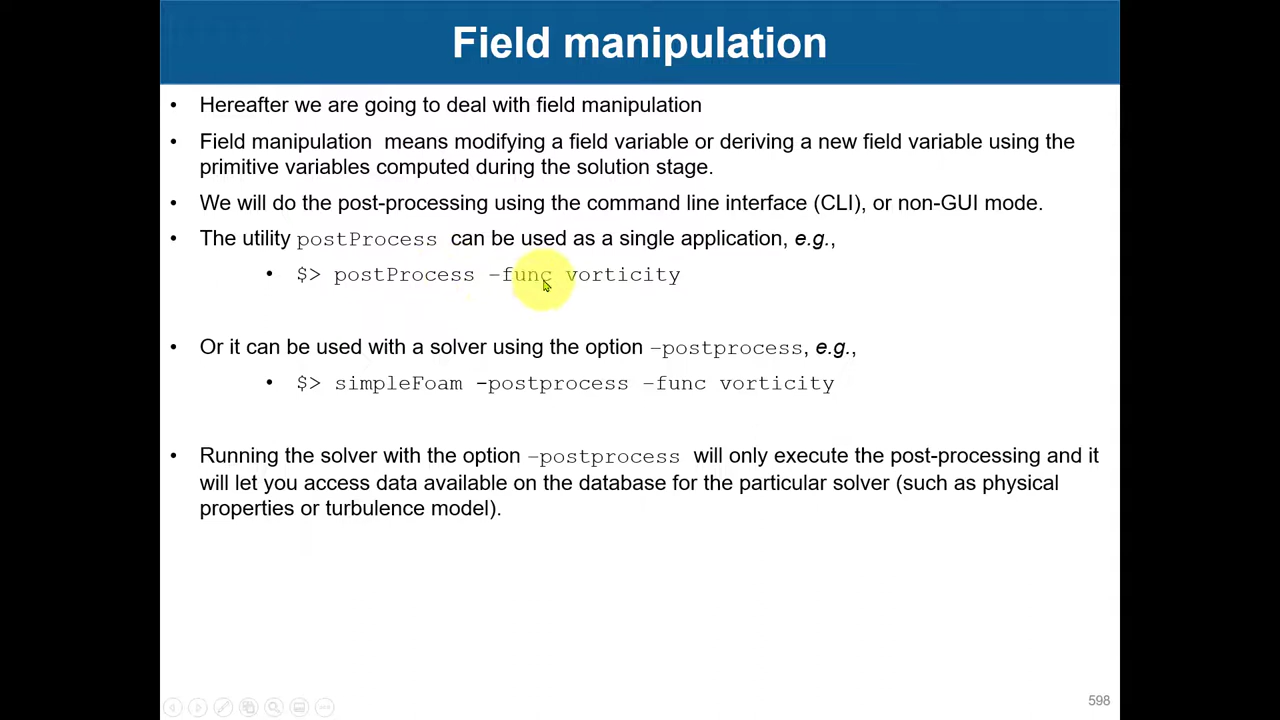 Field manipulation
• Hereafter we are going to deal with field manipulation
• Field manipulation means modifying a field variable or deriving a new field variable using the
primitive variables computed during the solution stage.
• We will do the post-processing using the command line interface (CLI), or non-GUI mode.
• The utility postProcess can be used as a single application, e.g.,
• $> postProcess –func vorticity
• Or it can be used with a solver using the option –postprocess, e.g.,
• $> simpleFoam -postprocess –func vorticity
• Running the solver with the option –postprocess will only execute the post-processing and it
will let you access data available on the database for the particular solver (such as physical
properties or turbulence model).
598